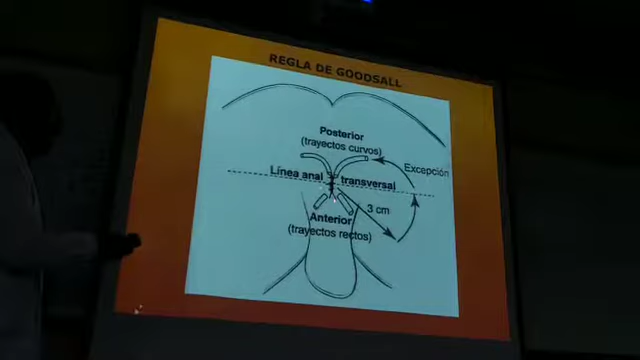 REGLA DE GOODSALL
Posterior
(trayectos curvos)
Excepción
Línea anal transversal
3 cm
Anterior
(trayectos rectos)